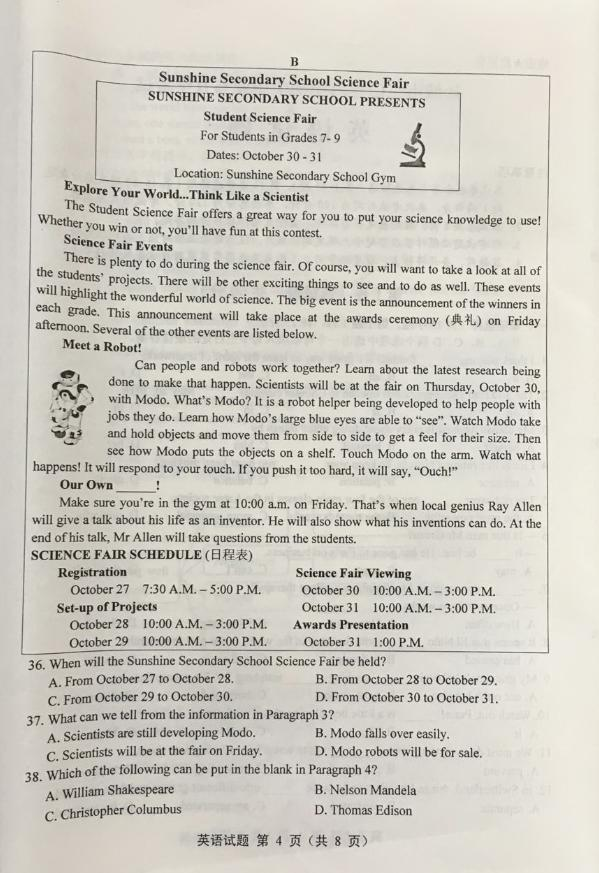 B
Sunshine Secondary School Science Fair
SUNSHINE SECONDARY SCHOOL PRESENTS
Student Science Fair
For Students in Grades 7- 9
Dates: October 30 - 31
Location: Sunshine Secondary School Gym
Explore Your World...Think Like a Scientist
The Student Science Fair offers a great way for you to put your science knowledge to use!
Whether you win or not, you'll have fun at this contest.
Science Fair Events
There is plenty to do during the science fair. Of course, you will want to take a look at all of
the students' projects. There will be other exciting things to see and to do as well. These events
will highlight the wonderful world of science. The big event is the announcement of the winners in
each grade. This announcement will take place at the awards ceremony (典礼) on Friday
afternoon. Several of the other events are listed below.
Meet a Robot!
Can people and robots work together? Learn about the latest research being
done to make that happen. Scientists will be at the fair on Thursday, October 30,
with Modo. What's Modo? It is a robot helper being developed to help people with
jobs they do. Learn how Modo's large blue eyes are able to "see". Watch Modo take
and hold objects and move them from side to side to get a feel for their size. Then
see how Modo puts the objects on a shelf. Touch Modo on the arm. Watch what
happens! It will respond to your touch. If you push it too hard, it will say, "Ouch!"
Our Own ______!
Make sure you're in the gym at 10:00 a.m. on Friday. That's when local genius Ray Allen
will give a talk about his life as an inventor. He will also show what his inventions can do. At the
end of his talk, Mr Allen will take questions from the students.
SCIENCE FAIR SCHEDULE (日程表)
Registration Science Fair Viewing
October 27 7:30 A.M. – 5:00 P.M. October 30 10:00 A.M. – 3:00 P.M.
Set-up of Projects October 31 10:00 A.M. – 3:00 P.M.
October 28 10:00 A.M. – 3:00 P.M. Awards Presentation
October 29 10:00 A.M. – 3:00 P.M. October 31 1:00 P.M.
36. When will the Sunshine Secondary School Science Fair be held?
A. From October 27 to October 28. B. From October 28 to October 29.
C. From October 29 to October 30. D. From October 30 to October 31.
37. What can we tell from the information in Paragraph 3?
A. Scientists are still developing Modo. B. Modo falls over easily.
C. Scientists will be at the fair on Friday. D. Modo robots will be for sale.
38. Which of the following can be put in the blank in Paragraph 4?
A. William Shakespeare B. Nelson Mandela
C. Christopher Columbus D. Thomas Edison
英语试题 第 4 页（共 8 页）